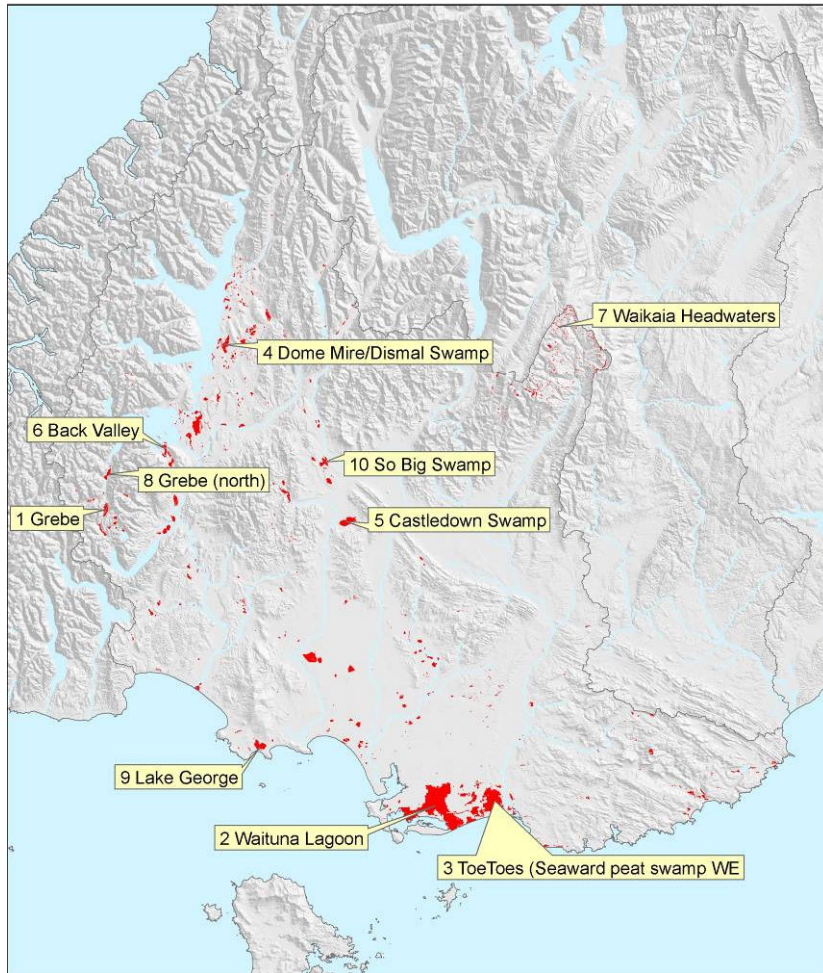 7 Waikaia Headwaters
4 Dome Mire/Dismal Swamp
6 Back Valley
10 So Big Swamp
8 Grebe (north)
1 Grebe
5 Castledown Swamp
9 Lake George
2 Waituna Lagoon
3 ToeToes (Seaward peat swamp WE